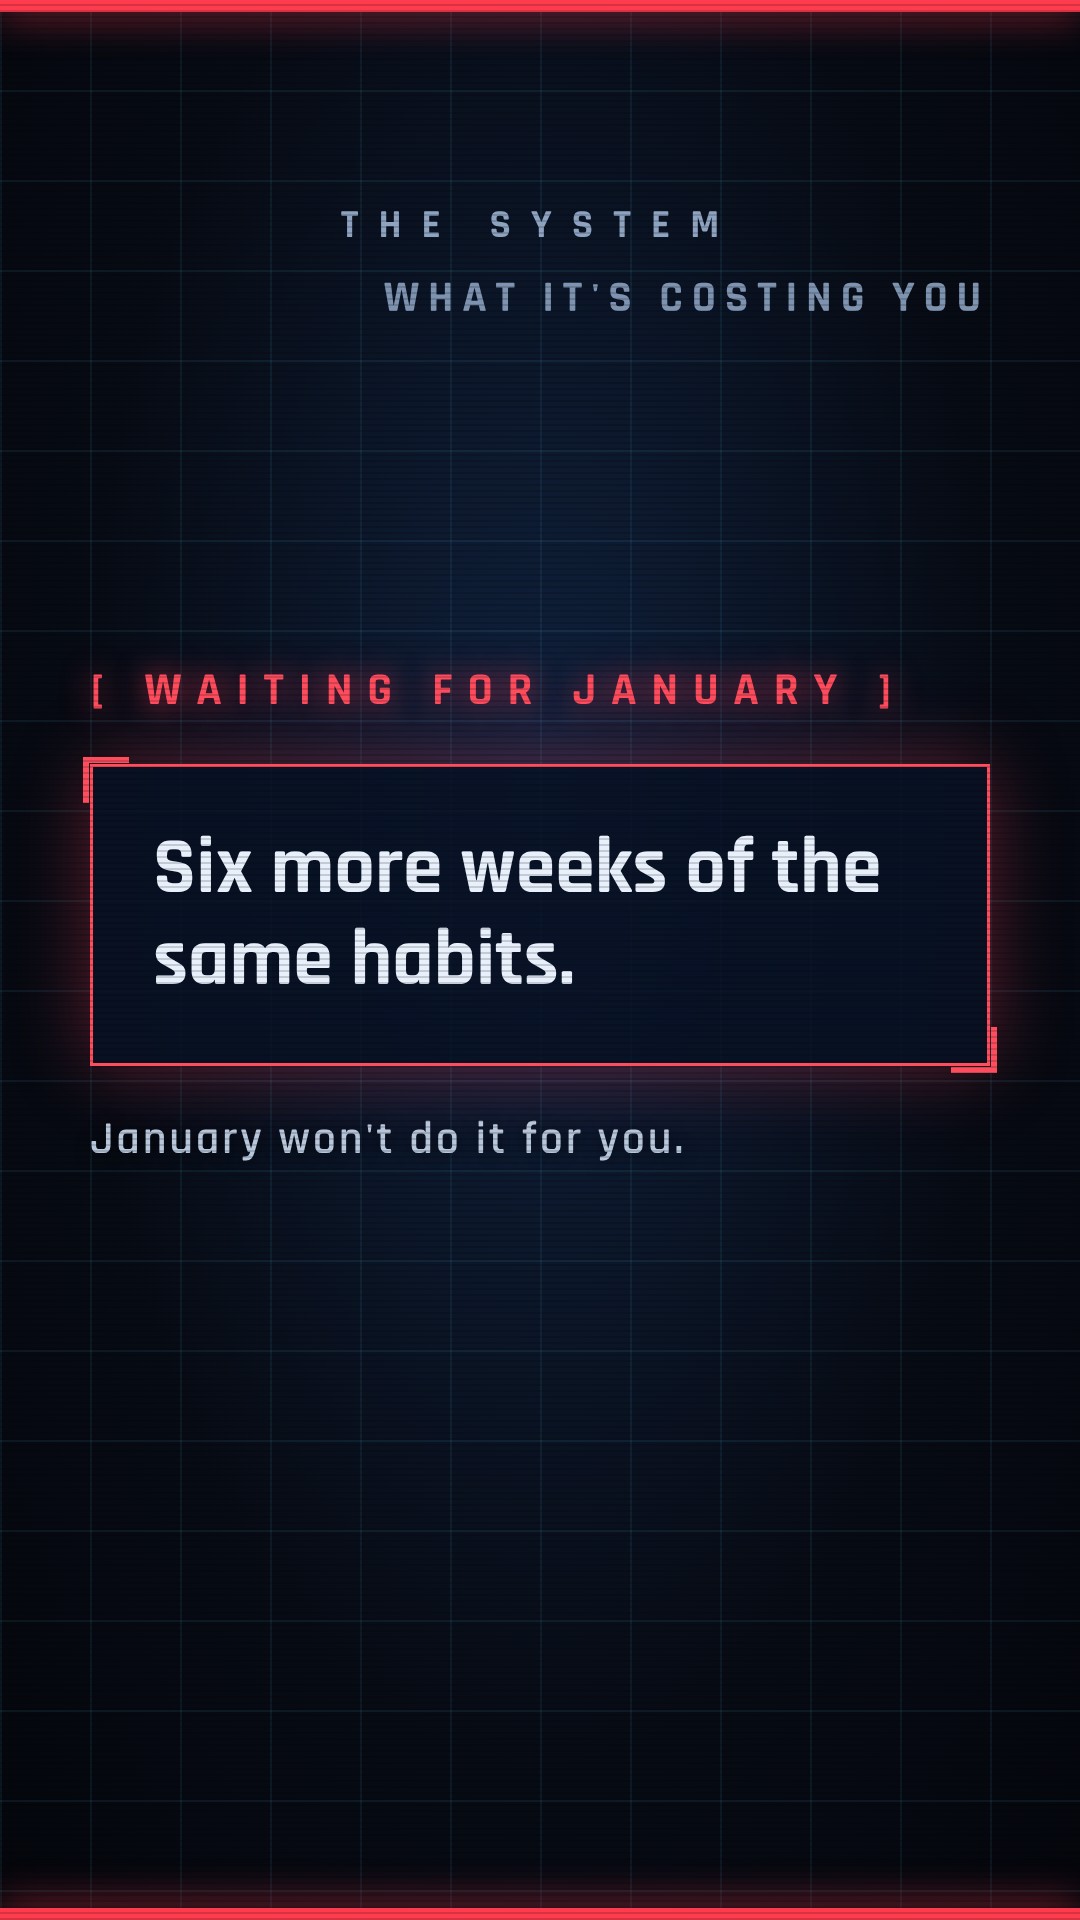 THE SYSTEM
WHAT IT'S COSTING YOU
[ WAITING FOR JANUARY ]
Six more weeks of the
same habits.
January won't do it for you.